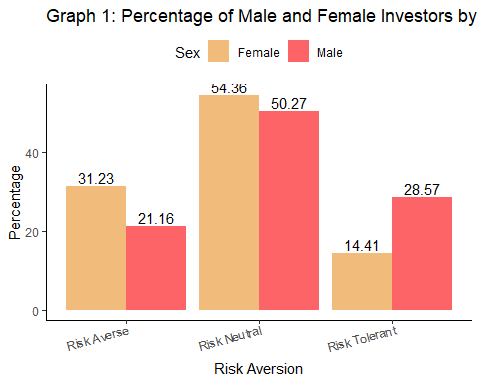 Graph 1: Percentage of Male and Female Investors by
Sex Female Male
54.36
50.27
31.23
28.57
21.16
14.41
40
20
0
Percentage
Risk Averse Risk Neutral Risk Tolerant
Risk Aversion